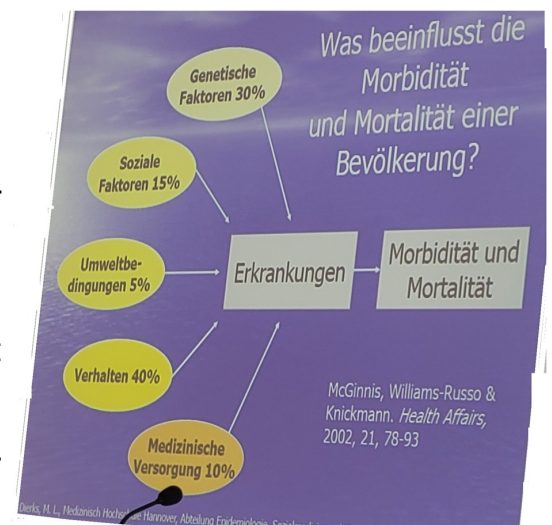 Was beeinflusst die
Morbidität
und Mortalität einer
Bevölkerung?
Genetische
Faktoren 30%
Soziale
Faktoren 15%
Umweltbe-
dingungen 5%
Verhalten 40%
Medizinische
Versorgung 10%
Erkrankungen
Morbidität und
Mortalität
McGinnis, Williams-Russo &
Knickmann. Health Affairs,
2002, 21, 78-93
Dierks, M. L., Medizinisch Hannover, Abteilung Epidemiologie,